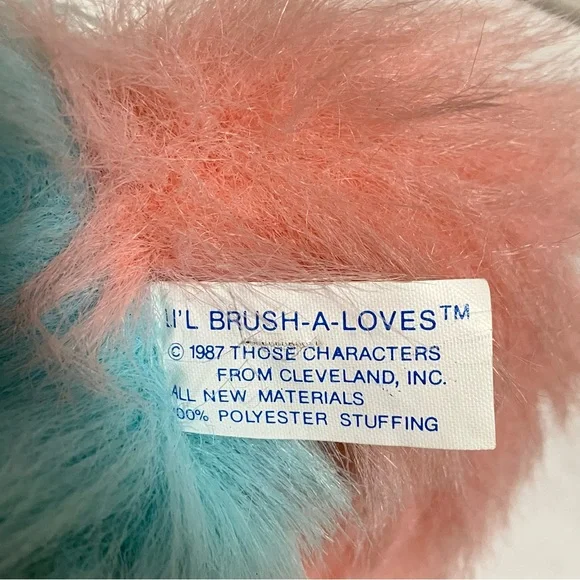 LI'L BRUSH-A-LOVES™
© 1987 THOSE CHARACTERS
FROM CLEVELAND, INC.
ALL NEW MATERIALS
100% POLYESTER STUFFING